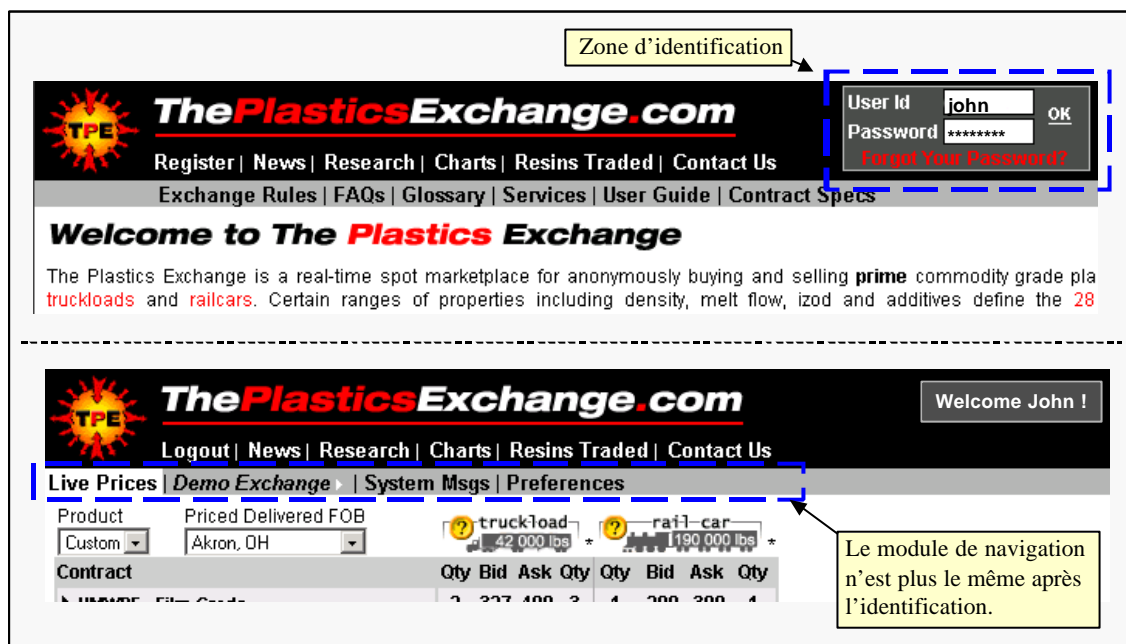 Zone d'identification
TPE
ThePlasticsExchange.com
User Id john OK
Password ********
Forgot Your Password?
Register | News | Research | Charts | Resins Traded | Contact Us
Exchange Rules | FAQs | Glossary | Services | User Guide | Contract Specs
Welcome to The Plastics Exchange
The Plastics Exchange is a real-time spot marketplace for anonymously buying and selling prime commodity grade pla
truckloads and railcars. Certain ranges of properties including density, melt flow, izod and additives define the 28
TPE
ThePlasticsExchange.com
Welcome John !
Logout | News | Research | Charts | Resins Traded | Contact Us
Live Prices | Demo Exchange | System Msgs | Preferences
Product Priced Delivered FOB
Custom Akron, OH
? truckload 42 000 lbs * ? rail-car 190 000 lbs *
Contract Qty Bid Ask Qty Qty Bid Ask Qty
Film Grade
Le module de navigation
n'est plus le même après
l'identification.